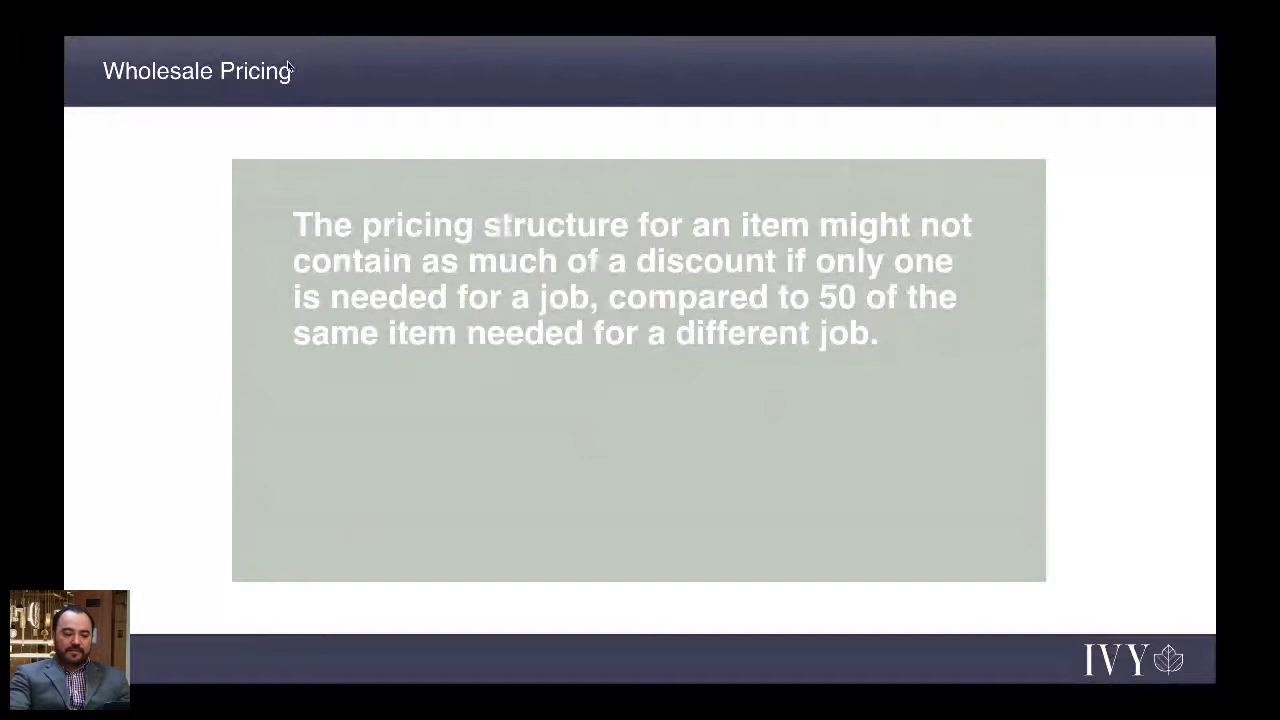 Wholesale Pricing
The pricing structure for an item might not
contain as much of a discount if only one
is needed for a job, compared to 50 of the
same item needed for a different job.
IVY